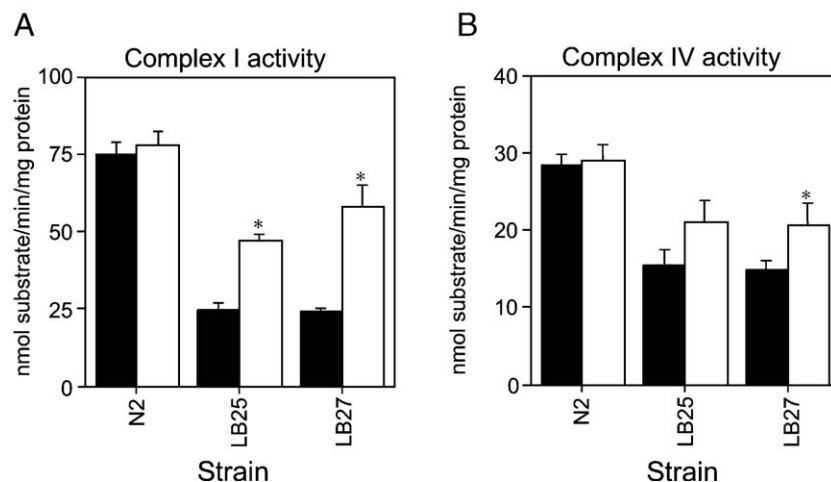 A
Complex I activity
nmol substrate/min/mg protein
100
75
50
25
0
*
*
N2
LB25
LB27
Strain
B
Complex IV activity
nmol substrate/min/mg protein
40
30
20
10
0
*
N2
LB25
LB27
Strain